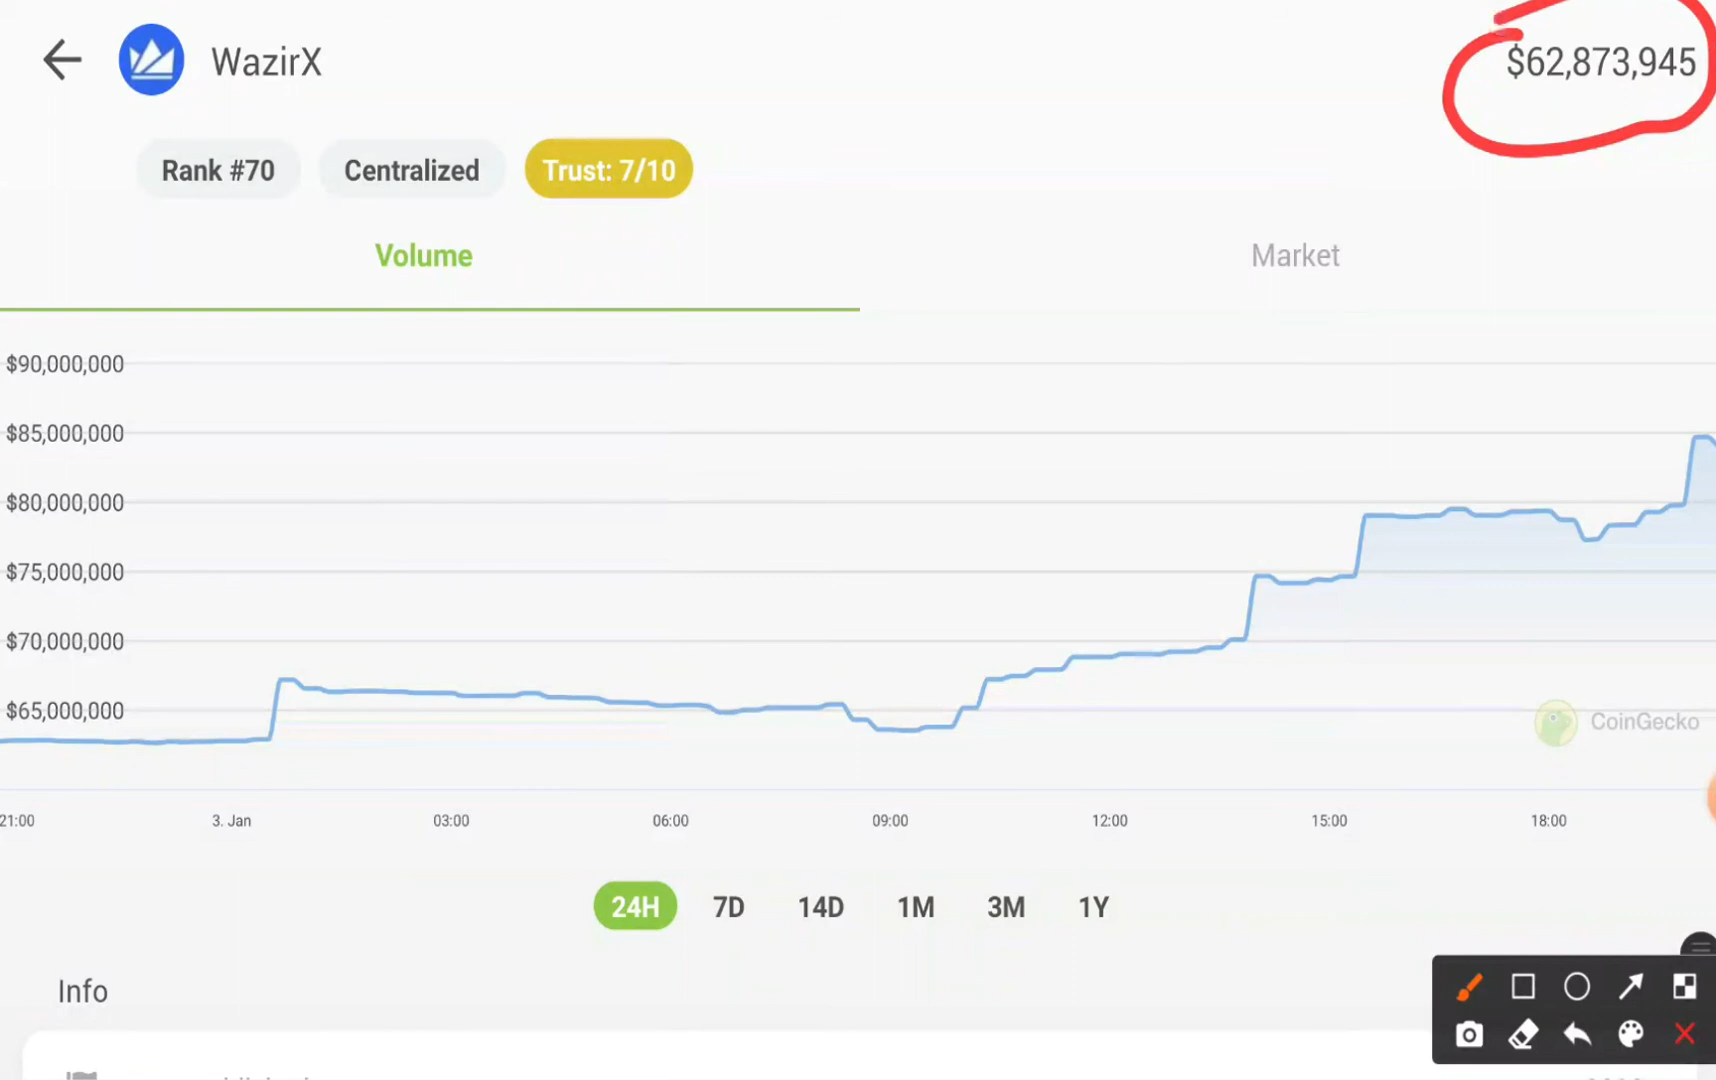 WazirX
$62,873,945
Rank #70
Centralized
Trust: 7/10
Volume
Market
$90,000,000
$85,000,000
$80,000,000
$75,000,000
$70,000,000
$65,000,000
CoinGecko
21:00
3. Jan
03:00
06:00
09:00
12:00
15:00
18:00
24H
7D
14D
1M
3M
1Y
Info